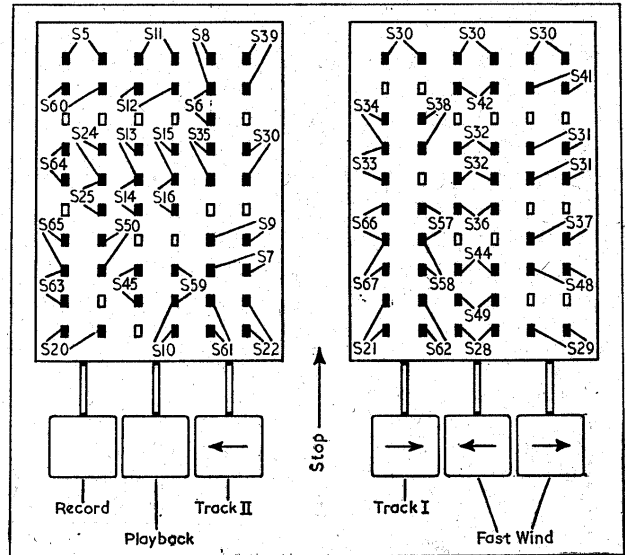 S5 S11 S8 S39
S60 S12 S6
S24 S13 S15 S35 S30
S64
S25 S14 S16
S65 S50 S9
S7
S63 S45 S59
S20 S10 S61 S22
Record
Playback
Track II
Stop
S30 S30 S30
S41
S34 S38 S42
S32 S31
S33 S32 S31
S66 S57 S36 S37
S44
S67 S58 S48
S49
S21 S62 S28 S29
Track I
Fast Wind